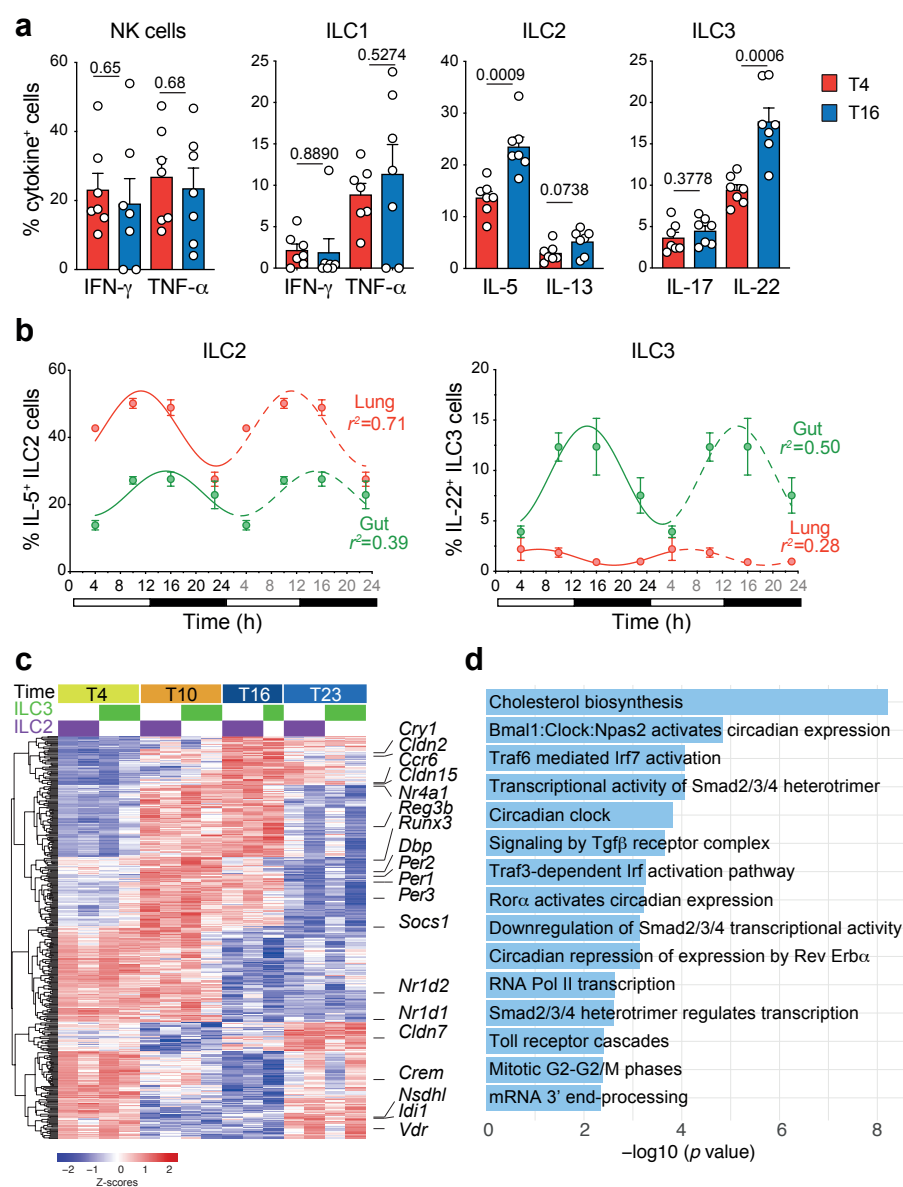 a
NK cells
ILC1
ILC2
ILC3
% cytokine+ cells
60
40
20
0
0.65
0.68
IFN-γ TNF-α
25
20
15
10
5
0
0.8890
0.5274
IFN-γ TNF-α
40
30
20
10
0
0.0009
0.0738
IL-5 IL-13
25
20
15
10
5
0
0.3778
0.0006
IL-17 IL-22
T4
T16
b
ILC2
% IL-5+ ILC2 cells
60
40
20
0
Lung
r²=0.71
Gut
r²=0.39
0 4 8 12 16 20 24 4 8 12 16 20 24
Time (h)
ILC3
% IL-22+ ILC3 cells
20
15
10
5
0
Gut
r²=0.50
Lung
r²=0.28
0 4 8 12 16 20 24 4 8 12 16 20 24
Time (h)
c
Time T4 T10 T16 T23
ILC3
ILC2
Cry1
Cldn2
Ccr6
Cldn15
Nr4a1
Reg3b
Runx3
Dbp
Per2
Per1
Per3
Socs1
Nr1d2
Nr1d1
Cldn7
Crem
Nsdhl
Idi1
Vdr
−2 −1 0 1 2
Z-scores
d
Cholesterol biosynthesis
Bmal1:Clock:Npas2 activates circadian expression
Traf6 mediated Irf7 activation
Transcriptional activity of Smad2/3/4 heterotrimer
Circadian clock
Signaling by Tgfβ receptor complex
Traf3-dependent Irf activation pathway
Rorα activates circadian expression
Downregulation of Smad2/3/4 transcriptional activity
Circadian repression of expression by Rev Erbα
RNA Pol II transcription
Smad2/3/4 heterotrimer regulates transcription
Toll receptor cascades
Mitotic G2-G2/M phases
mRNA 3' end-processing
0 2 4 6 8
−log10 (p value)